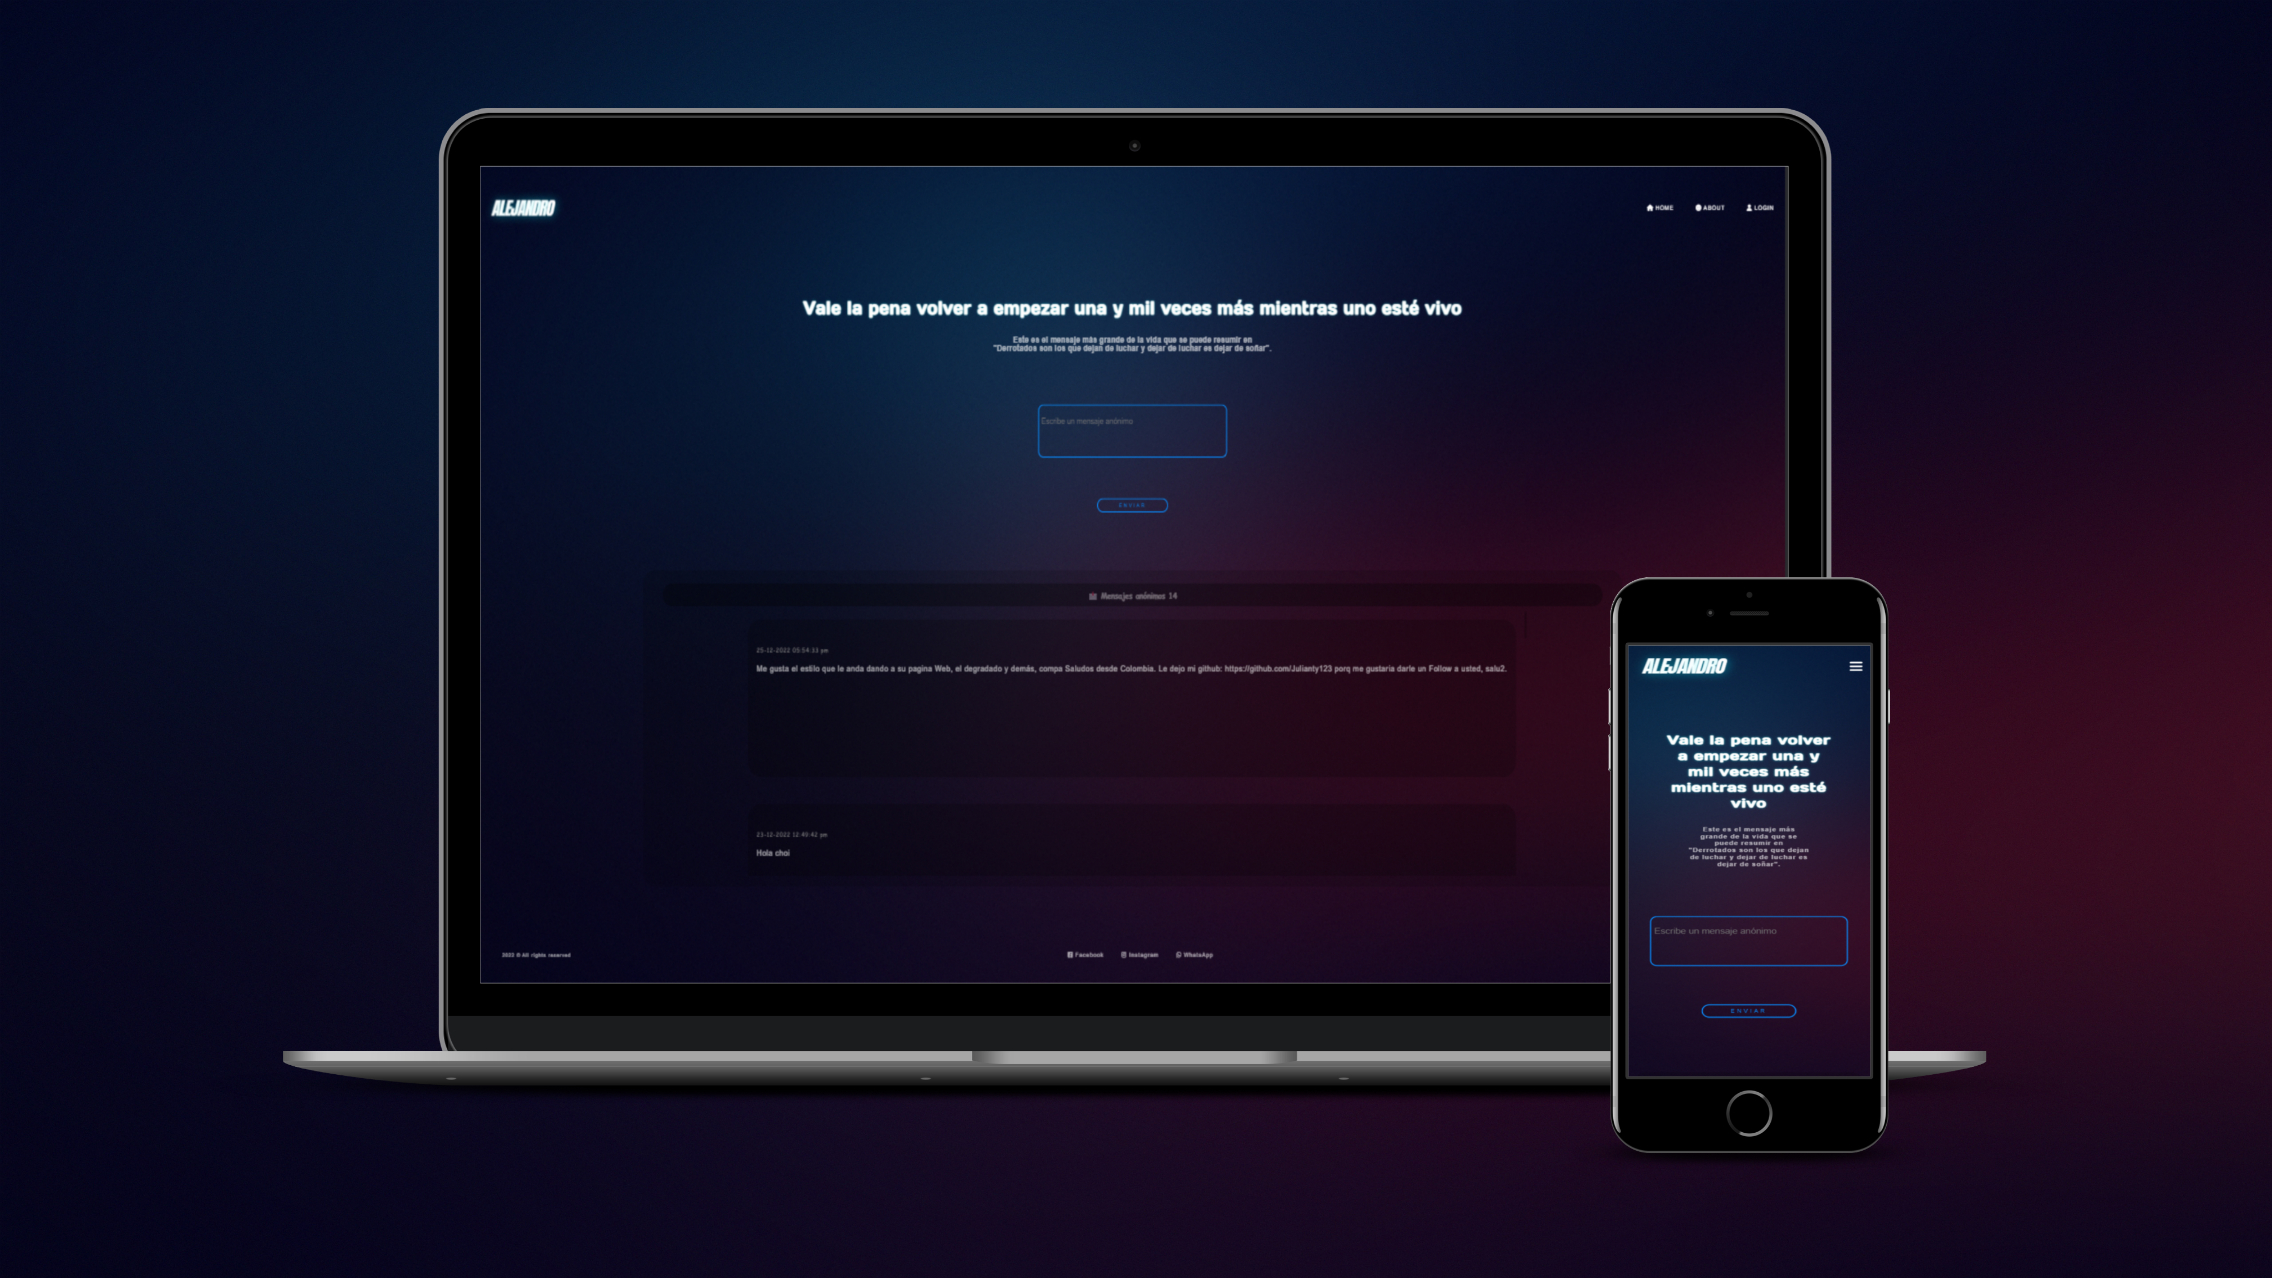 ALEJANDRO
HOME ABOUT LOGIN
Vale la pena volver a empezar una y mil veces más mientras uno esté vivo
Este es el mensaje más grande de la vida que se puede resumir en
"Derrotados son los que dejan de luchar y dejar de luchar es dejar de soñar".
Escribe un mensaje anónimo
ENVIAR
Mensajes anónimos 14
25-12-2022 05:54:33 pm
Me gusta el estilo que le anda dando a su pagina Web, el degradado y demás, compa Saludos desde Colombia. Le dejo mi github: https://github.com/Julianty123 porq me gustaria darle un Follow a usted, salu2.
21-12-2022 12:49:42 pm
Hola choi
2023 © All rights reserved
Facebook Instagram WhatsApp
ALEJANDRO
Vale la pena volver
a empezar una y
mil veces más
mientras uno esté
vivo
Este es el mensaje más
grande de la vida que se
puede resumir en
"Derrotados son los que dejan
de luchar y dejar de luchar es
dejar de soñar".
Escribe un mensaje anónimo
ENVIAR